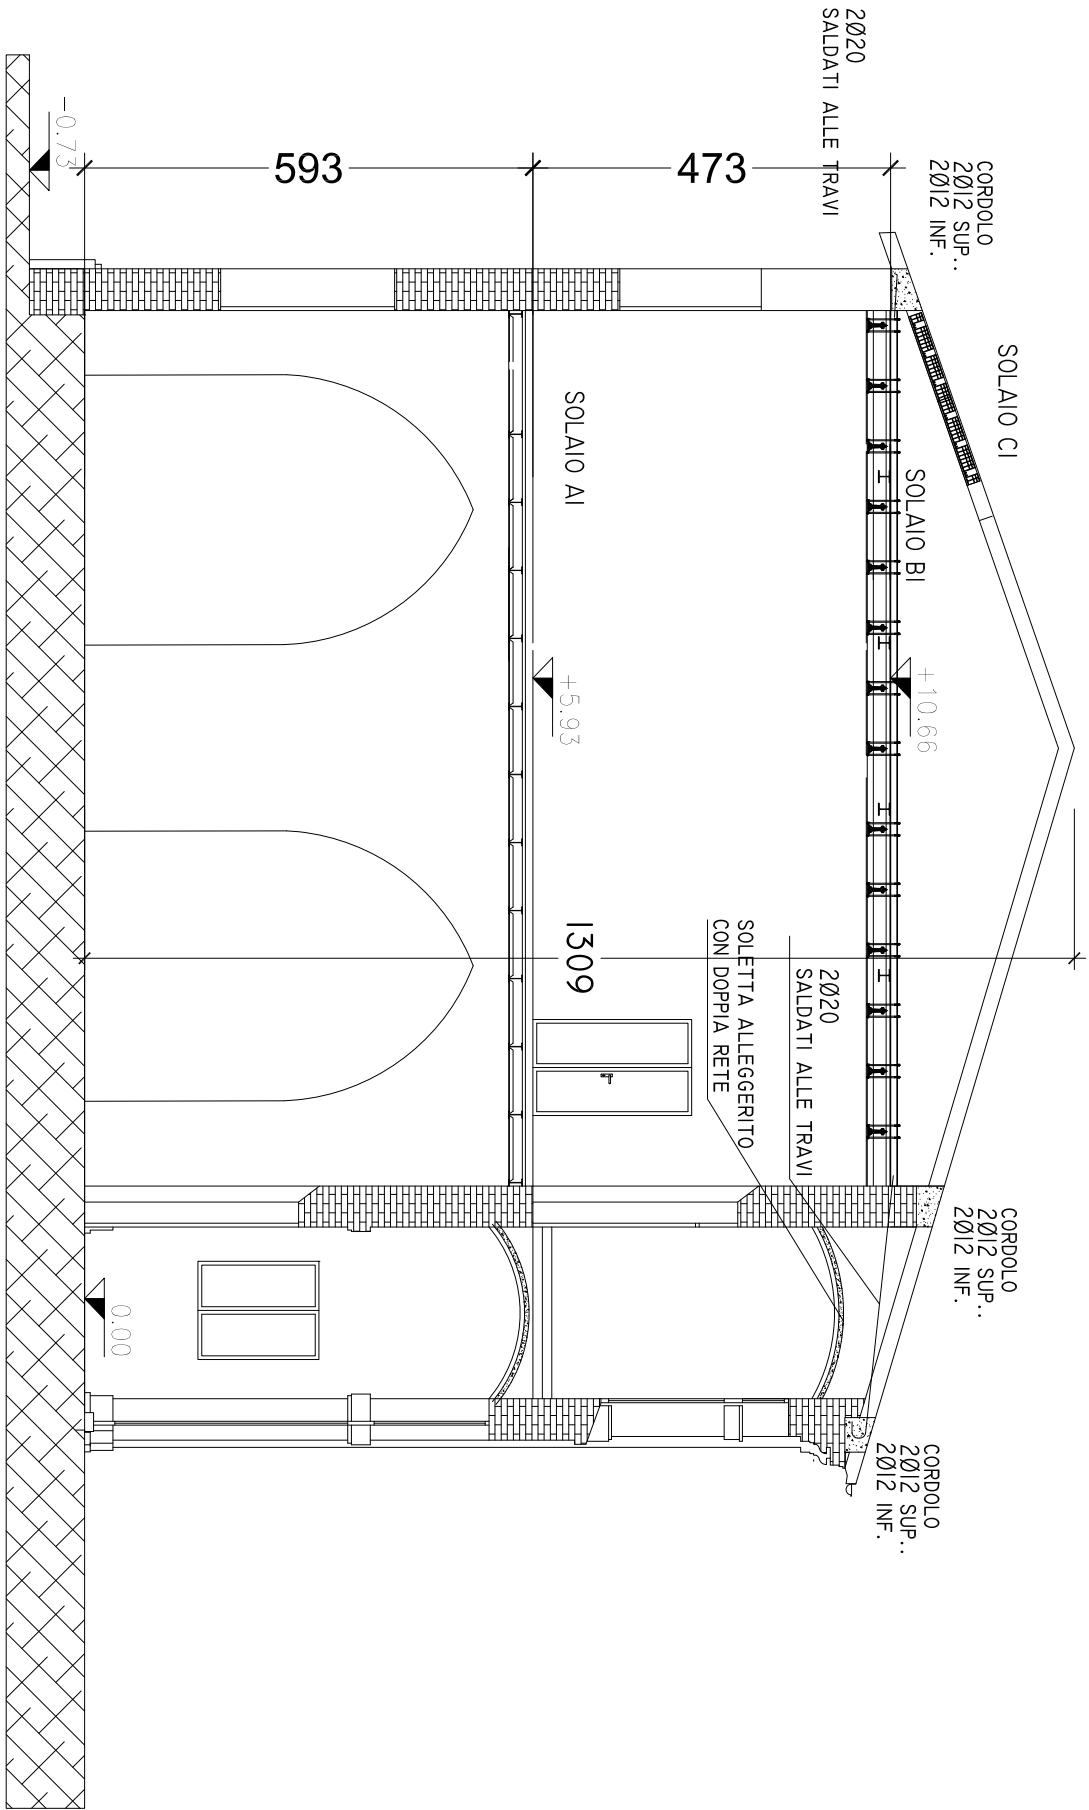 2Ø20
SALDATI ALLE TRAVI
CORDOLO
2Ø12 SUP..
2Ø12 INF.
SOLAIO C1
SOLAIO B1
SOLAIO A1
-0.73
593
473
+5.93
+10.66
1309
SOLETTA ALLEGGERITO
CON DOPPIA RETE
2Ø20
SALDATI ALLE TRAVI
CORDOLO
2Ø12 SUP..
2Ø12 INF.
0.00
CORDOLO
2Ø12 SUP..
2Ø12 INF.